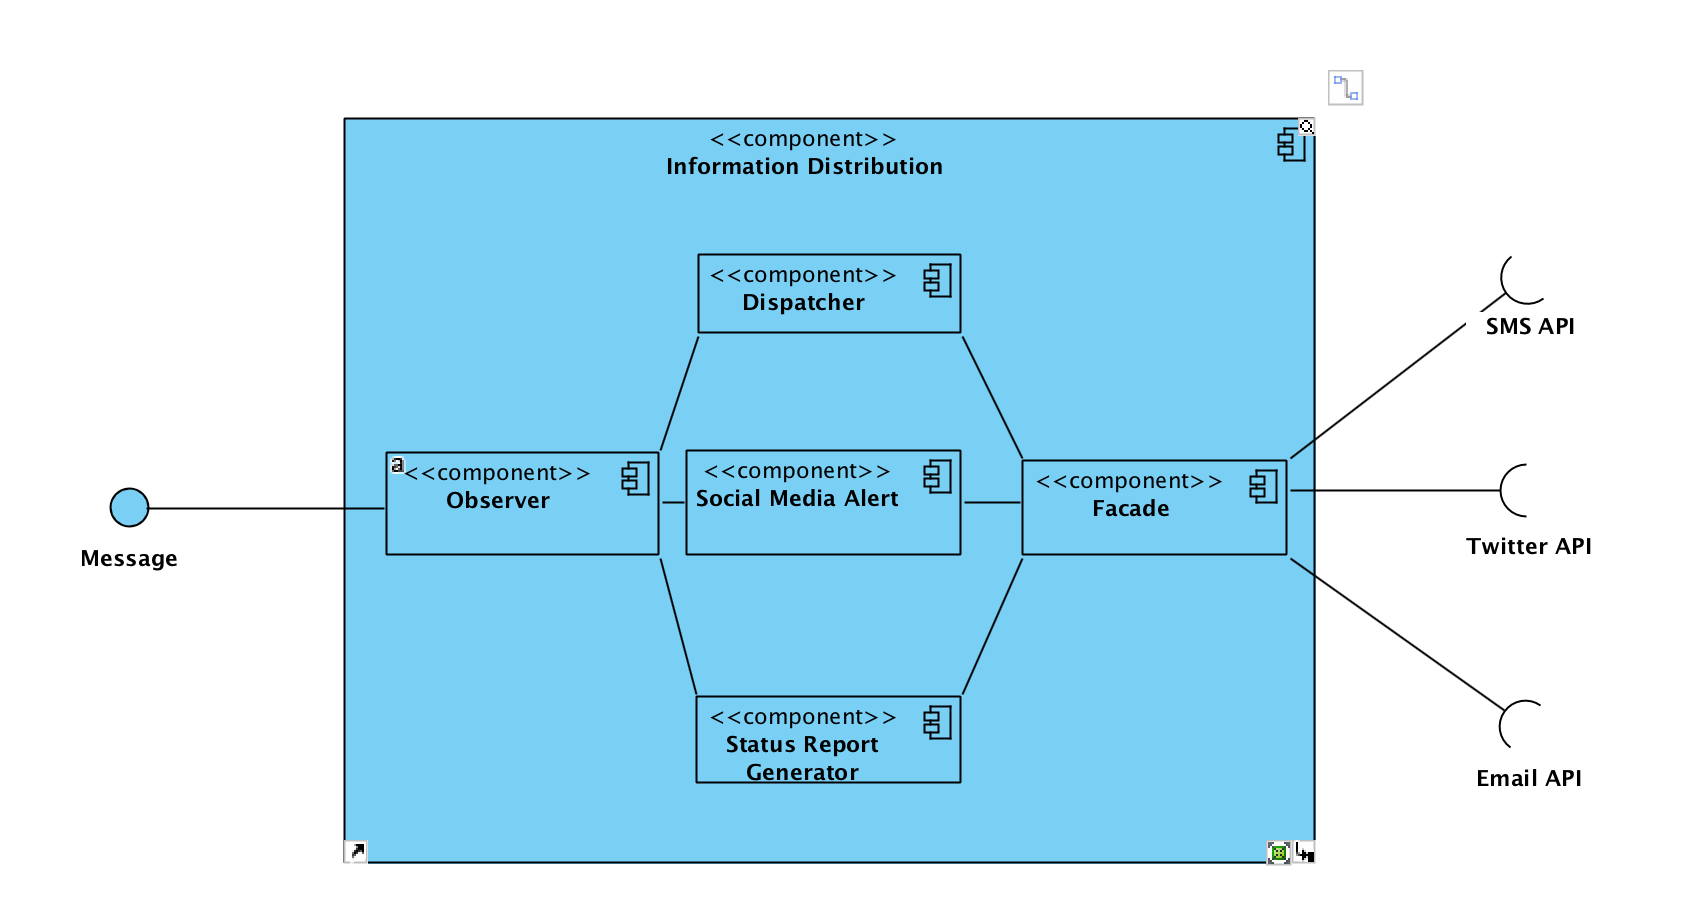 <<component>>
Information Distribution
<<component>>
Dispatcher
a
<<component>>
Observer
<<component>>
Social Media Alert
<<component>>
Facade
<<component>>
Status Report
Generator
Message
SMS API
Twitter API
Email API